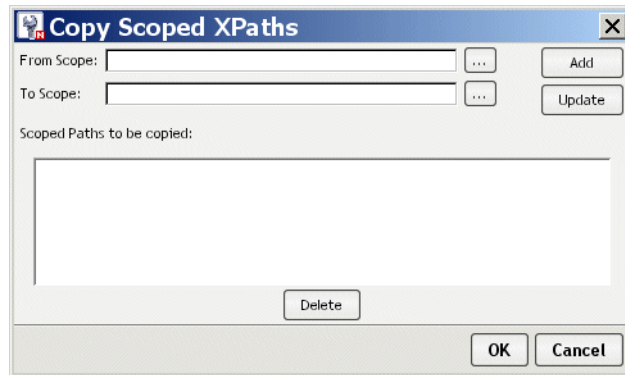 Copy Scoped XPaths
From Scope: ... Add
To Scope: ... Update
Scoped Paths to be copied:
Delete
OK Cancel